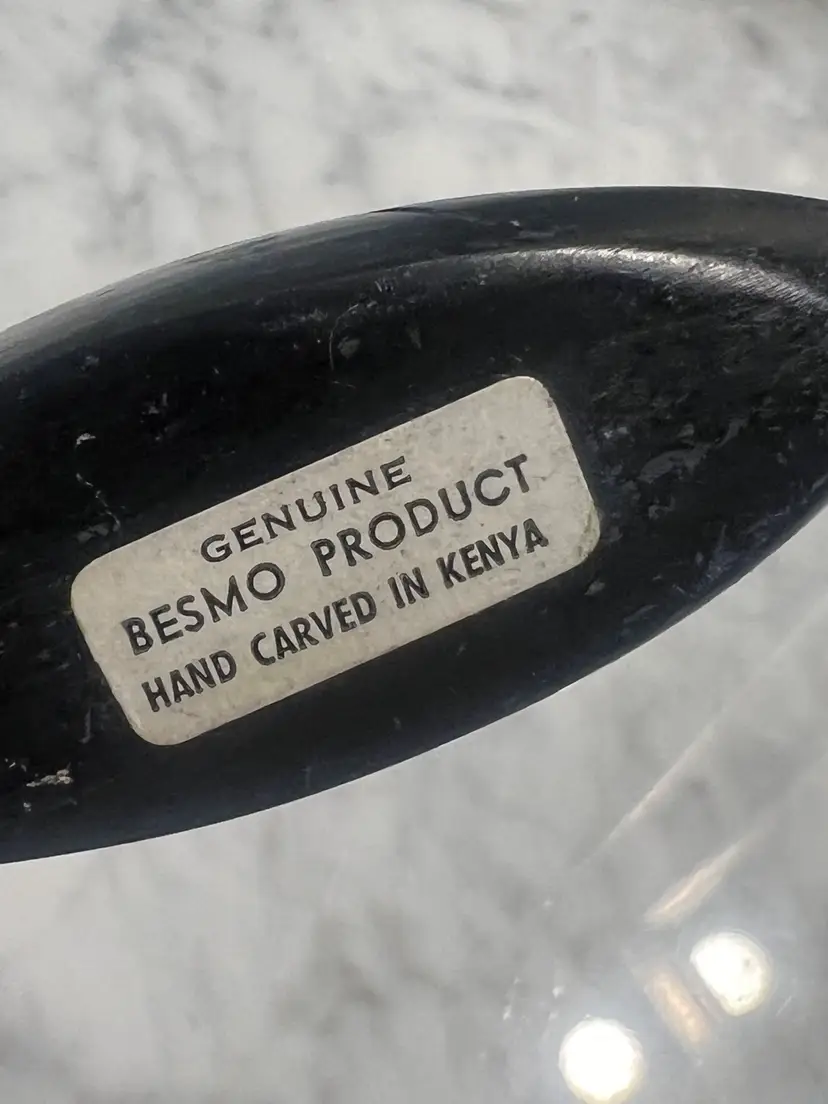 GENUINE
BESMO PRODUCT
HAND CARVED IN KENYA